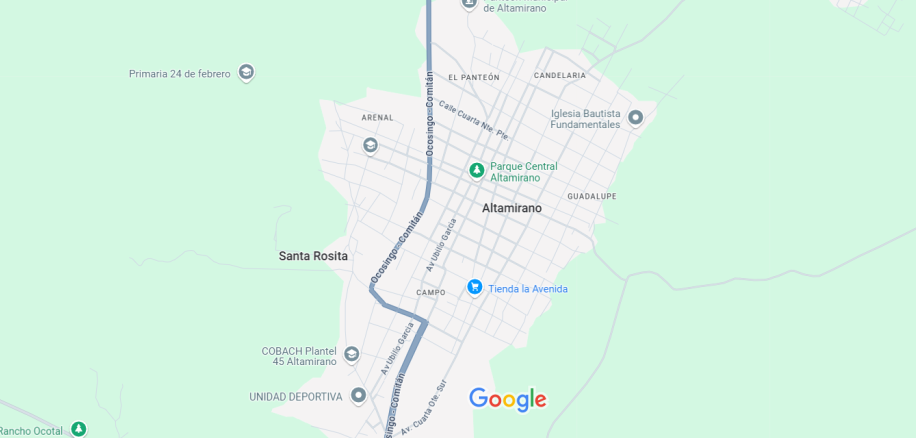 de Altamirano
Primaria 24 de febrero
EL PANTEÓN
CANDELARIA
Ocosingo - Comitán
Calle Cuarta Nte. Pte.
ARENAL
Iglesia Bautista
Fundamentales
Parque Central
Altamirano
GUADALUPE
Altamirano
Ocosingo - Comitán
Av Ubilio García
Santa Rosita
CAMPO
Tienda la Avenida
Av Ubilio García
COBACH Plantel
45 Altamirano
UNIDAD DEPORTIVA
Ocosingo - Comitán
Av. Cuarta Ote. Sur
Google
Rancho Ocotal